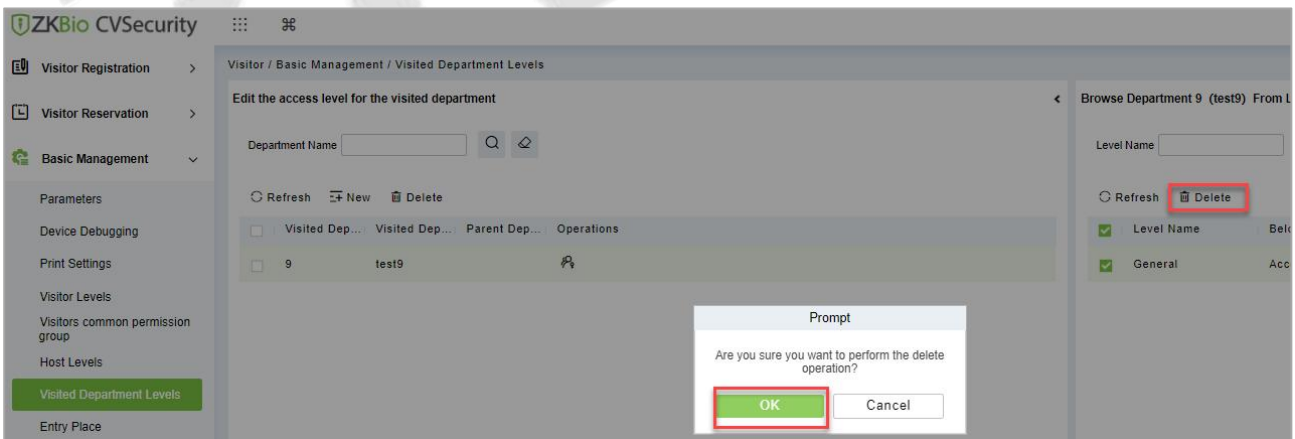 ZKBio CVSecurity
Visitor Registration
Visitor Reservation
Basic Management
Parameters
Device Debugging
Print Settings
Visitor Levels
Visitors common permission
group
Host Levels
Visited Department Levels
Entry Place
Visitor / Basic Management / Visited Department Levels
Edit the access level for the visited department
Department Name
Refresh New Delete
Visited Dep... Visited Dep... Parent Dep... Operations
9 test9
Browse Department 9 (test9) From L
Level Name
Refresh Delete
Level Name Belo
General Acc
Prompt
Are you sure you want to perform the delete
operation?
OK Cancel